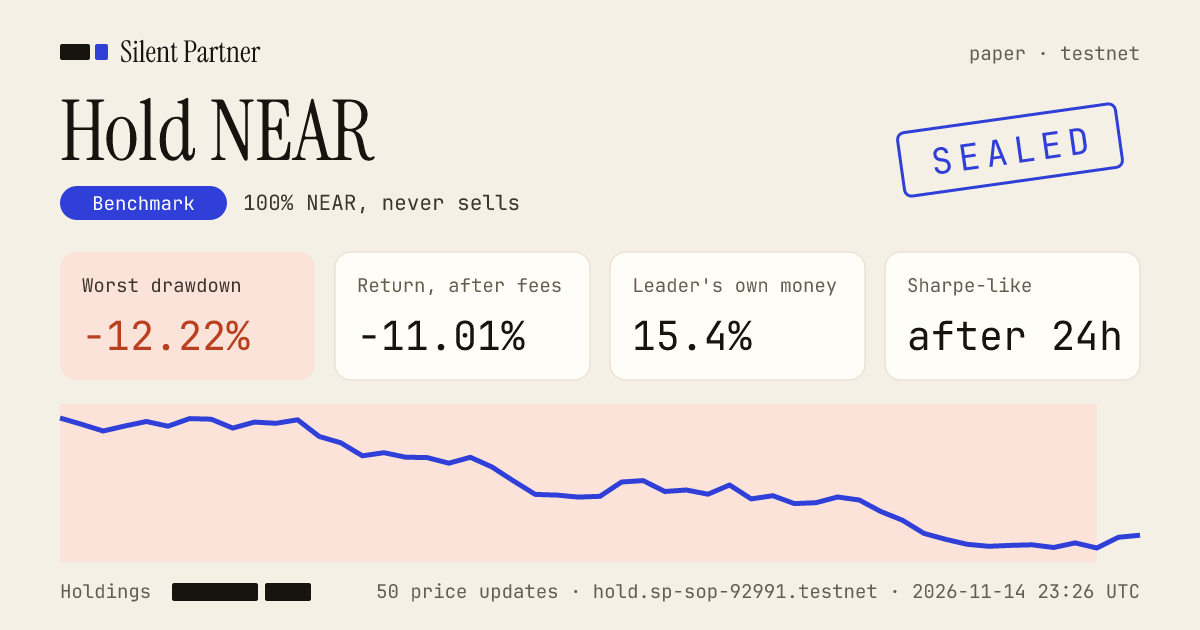 Silent Partner
paper · testnet
Hold NEAR
SEALED
Benchmark
100% NEAR, never sells
Worst drawdown
-12.22%
Return, after fees
-11.01%
Leader's own money
15.4%
Sharpe-like
after 24h
Holdings
50 price updates · hold.sp-sop-92991.testnet · 2026-11-14 23:26 UTC